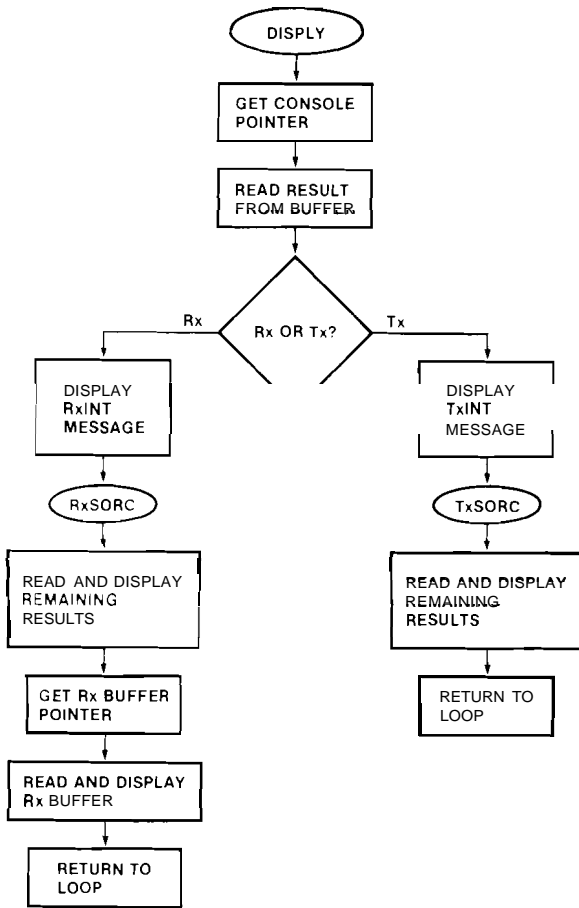 DISPLY
GET CONSOLE
POINTER
READ RESULT
FROM BUFFER
Rx
Rx OR Tx?
Tx
DISPLAY
RxINT
MESSAGE
DISPLAY
TxINT
MESSAGE
RxSORC
TxSORC
READ AND DISPLAY
REMAINING
RESULTS
READ AND DISPLAY
REMAINING
RESULTS
GET Rx BUFFER
POINTER
RETURN TO
LOOP
READ AND DISPLAY
Rx BUFFER
RETURN TO
LOOP